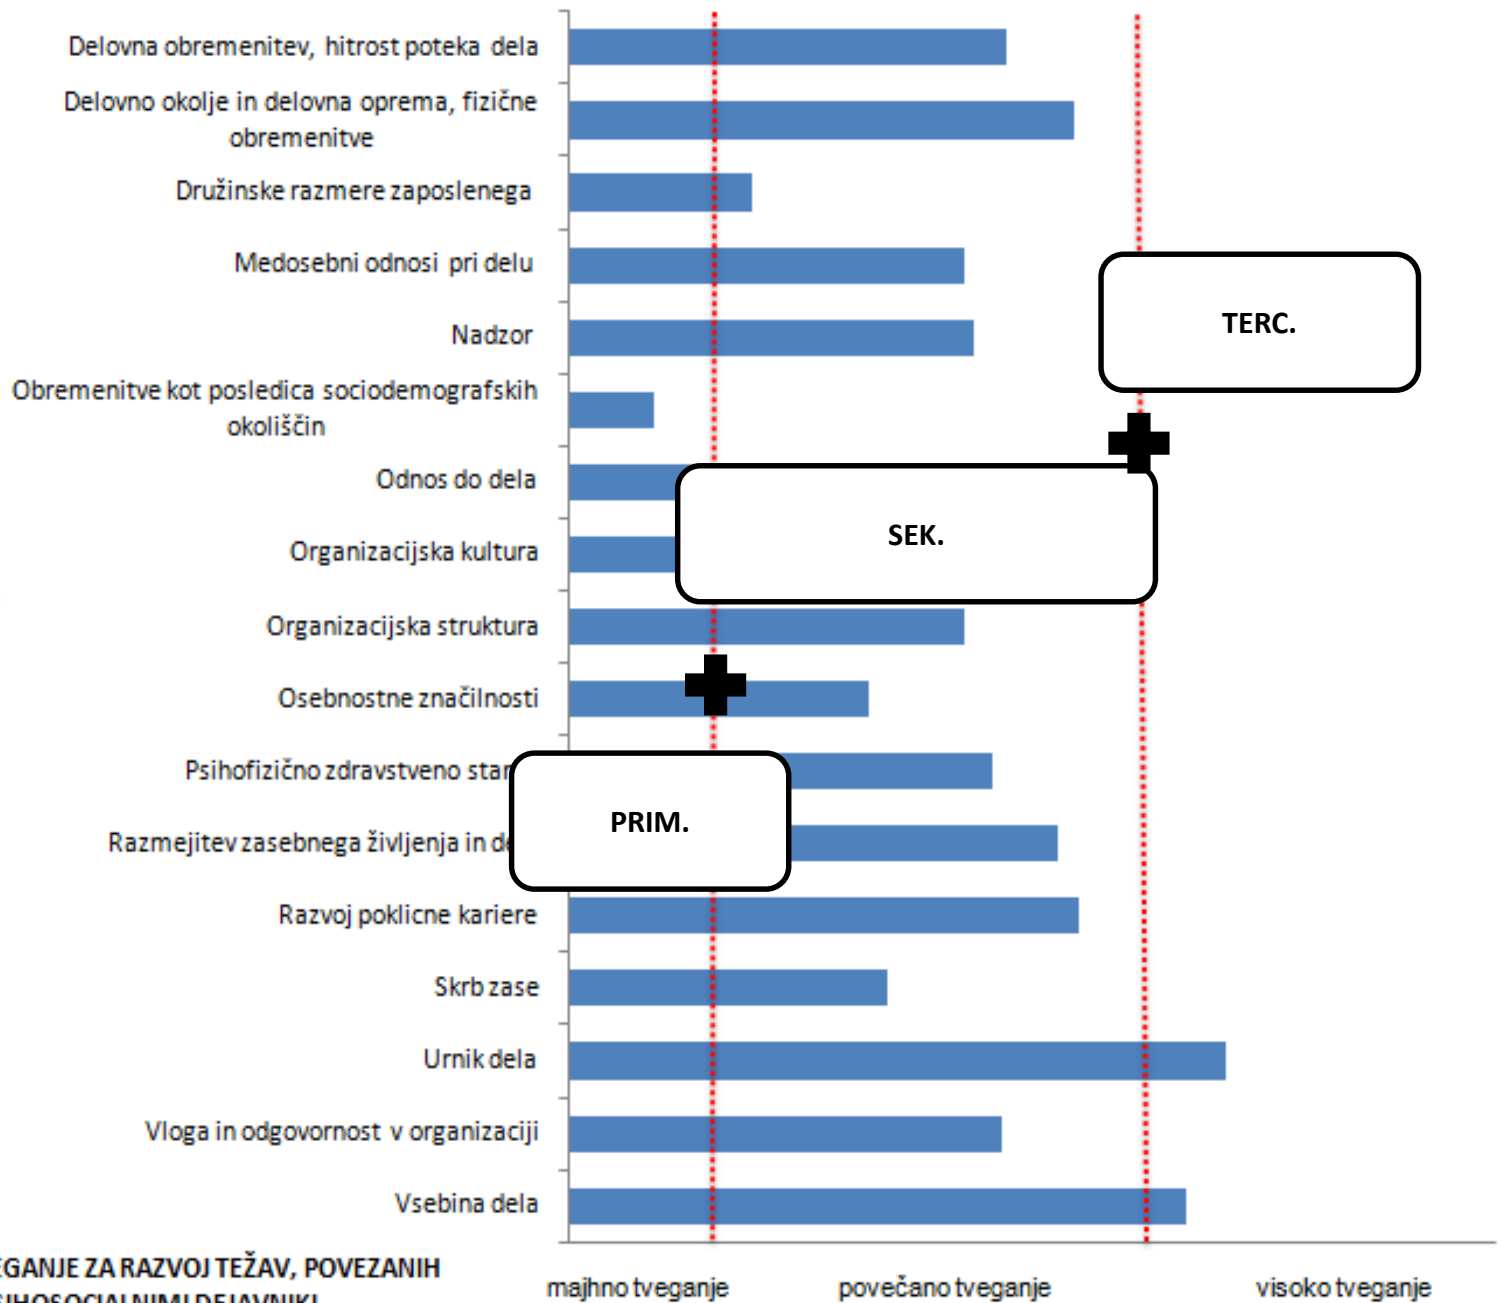 Delovna obremenitev, hitrost poteka dela
Delovno okolje in delovna oprema, fizične
obremenitve
Družinske razmere zaposlenega
Medosebni odnosi pri delu
Nadzor
Obremenitve kot posledica sociodemografskih
okoliščin
Odnos do dela
Organizacijska kultura
Organizacijska struktura
Osebnostne značilnosti
Psihofizično zdravstveno
Razmejitev zasebnega življenja in
Razvoj poklicne kariere
Skrb zase
Urnik dela
Vloga in odgovornost v organizaciji
Vsebina dela
TERC.
SEK.
PRIM.
majhno tveganje
povečano tveganje
visoko tveganje
EGANJE ZA RAZVOJ TEŽAV, POVEZANIH